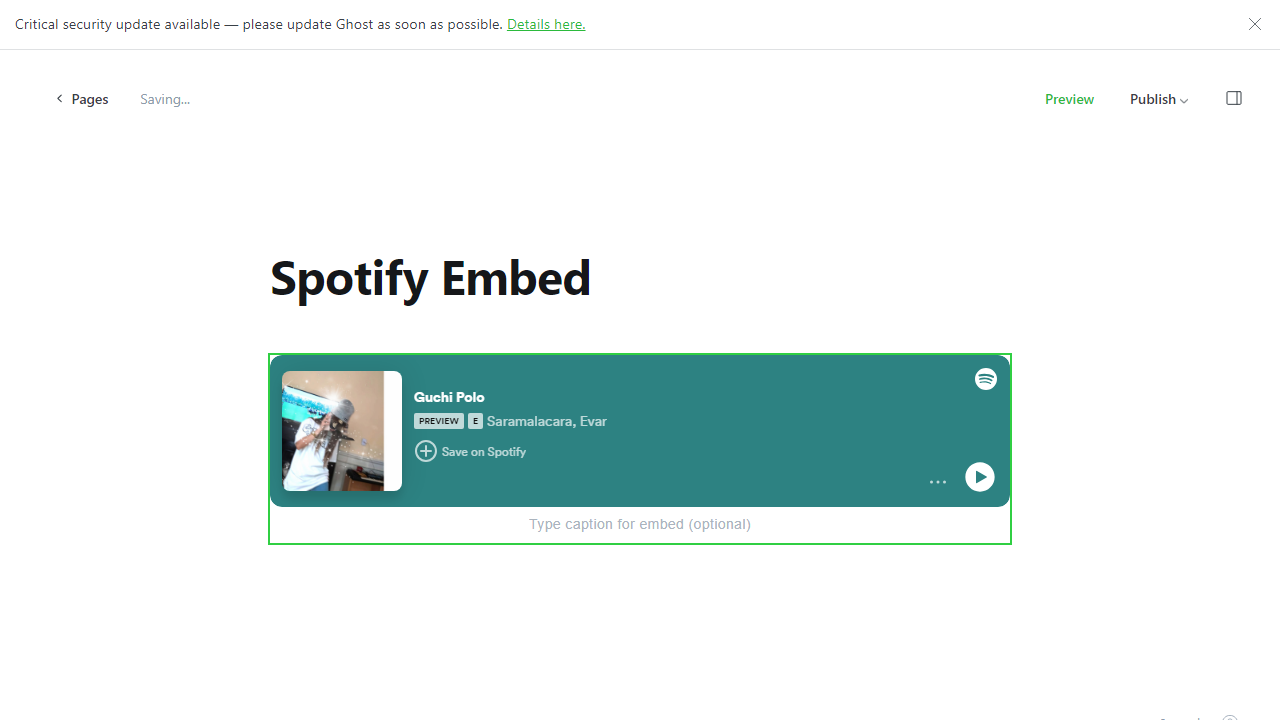 Critical security update available — please update Ghost as soon as possible. Details here.
Pages
Saving...
Preview
Publish
Spotify Embed
Guchi Polo
PREVIEW E Saramalacara, Evar
Save on Spotify
Type caption for embed (optional)